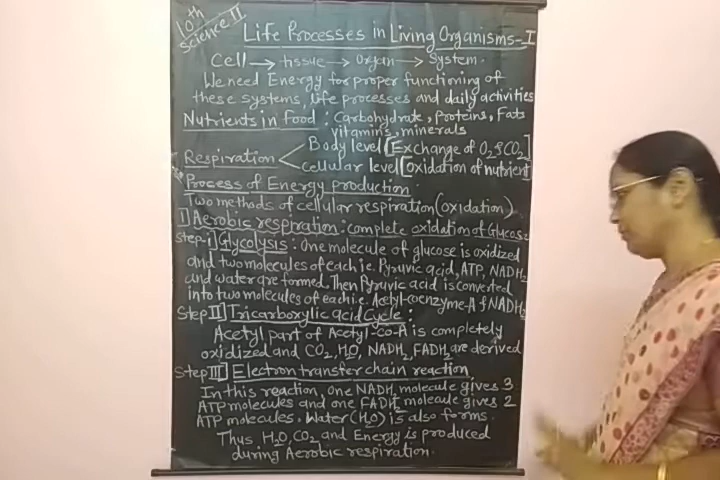 10th
Science II
Life Processes in Living Organisms-I
Cell → tissue → Organ → System.
We need Energy for proper functioning of
these systems, life processes and daily activities
Nutrients in food : Carbohydrate, Proteins, Fats
vitamins, minerals
Respiration < Body level [Exchange of O2 & CO2]
Cellular level [Oxidation of nutrient]
Process of Energy production.
Two methods of cellular respiration (oxidation)
1] Aerobic respiration: complete oxidation of Glycose
Step-I] Glycolysis : One molecule of glucose is oxidized
and two molecules of each i.e. Pyruvic acid, ATP, NADH2
and water are formed. Then Pyruvic acid is converted
into two molecules of each i.e. Acetyl-coenzyme-A & NADH2
Step II] Tricarboxylic acid Cycle :
Acetyl part of Acetyl-Co-A is completely
oxidized and CO2, H2O, NADH2, FADH2 are derived
Step III] Electron transfer chain reaction,
In this reaction, one NADH2 molecule gives 3
ATP molecules and one FADH2 molecule gives 2
ATP molecules. Water (H2O) is also forms.
Thus H2O, CO2 and Energy is produced
during Aerobic respiration.